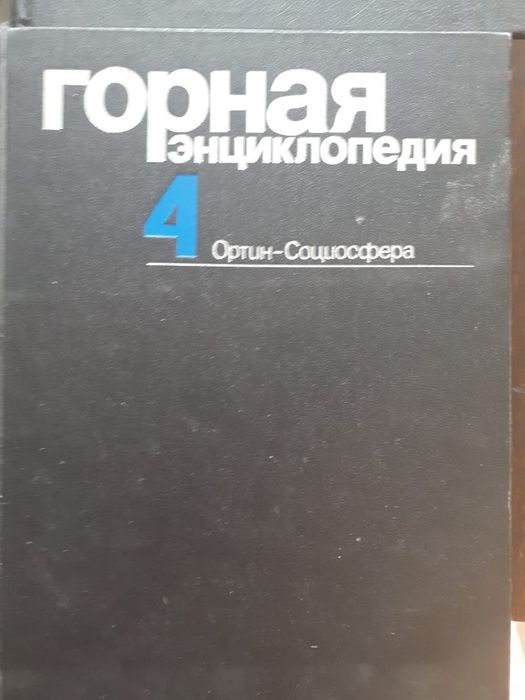 горная
энциклопедия
4 Ортин-Социосфера